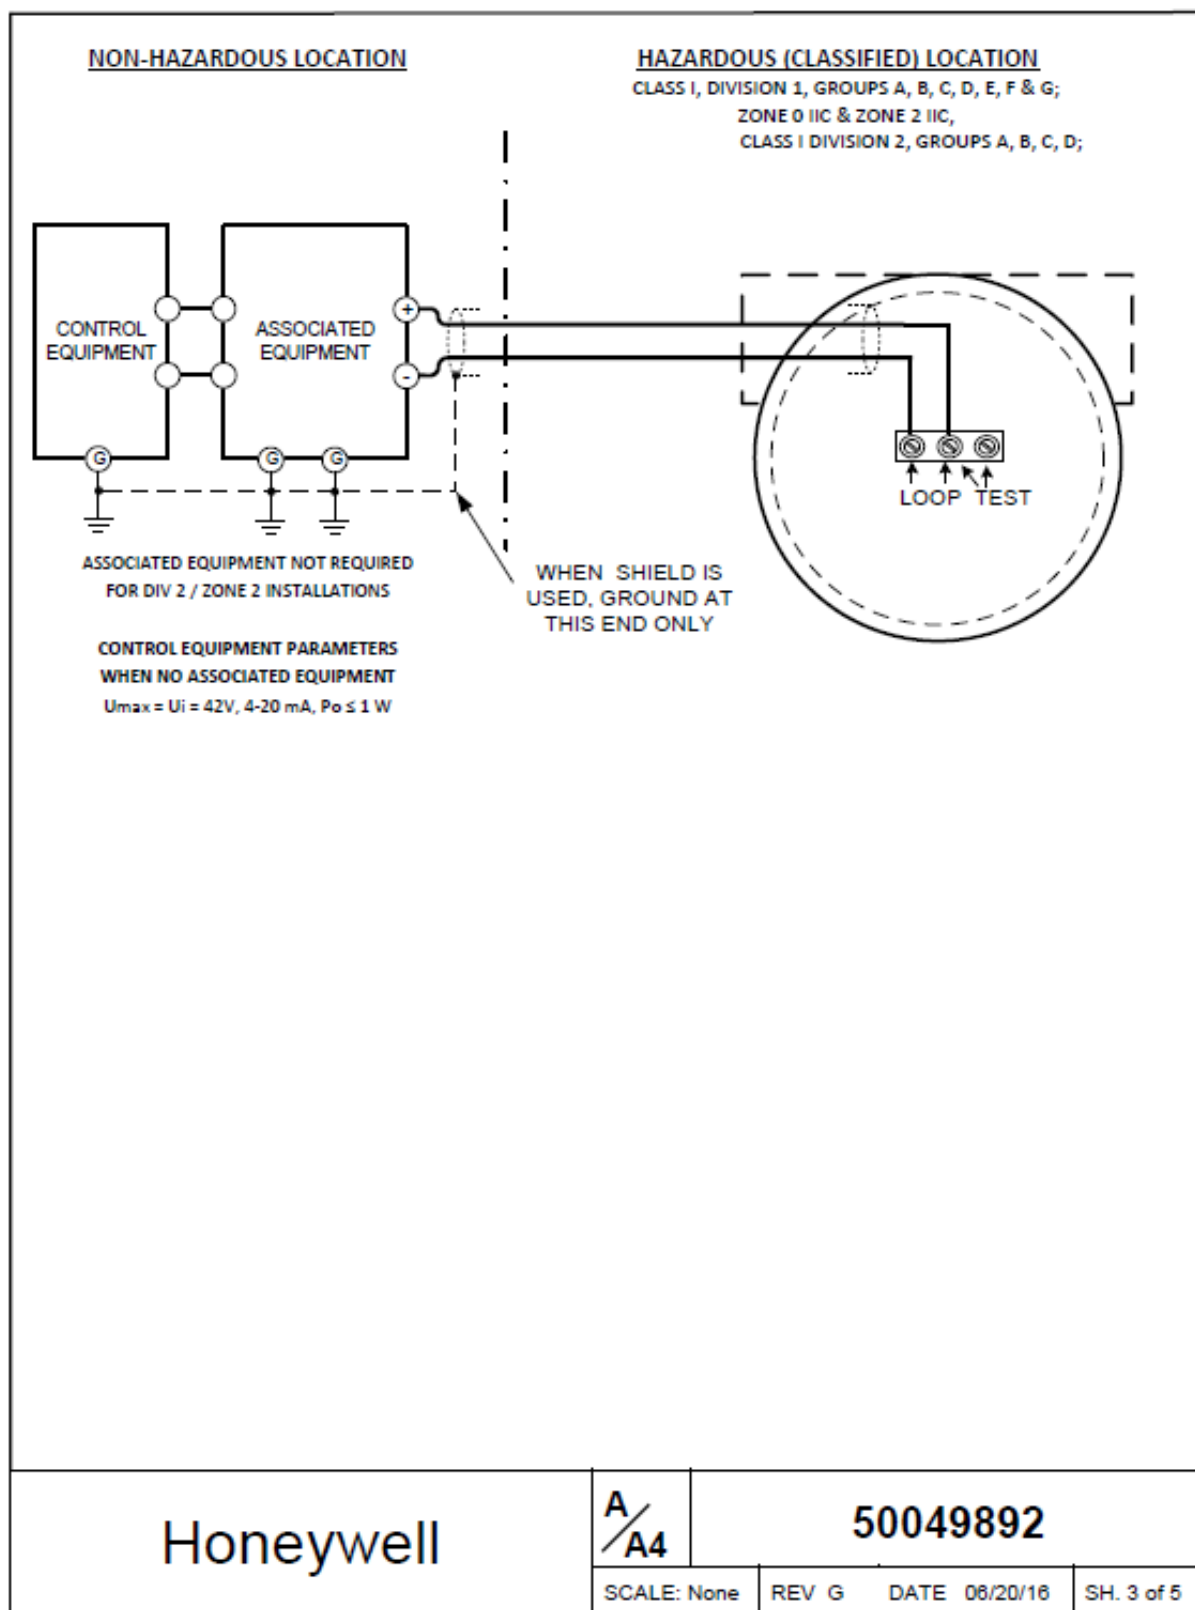 NON-HAZARDOUS LOCATION
HAZARDOUS (CLASSIFIED) LOCATION
CLASS I, DIVISION 1, GROUPS A, B, C, D, E, F & G;
ZONE 0 IIC & ZONE 2 IIC,
CLASS I DIVISION 2, GROUPS A, B, C, D;
CONTROL
EQUIPMENT
ASSOCIATED
EQUIPMENT
+
-
G
G
G
LOOP
TEST
ASSOCIATED EQUIPMENT NOT REQUIRED
FOR DIV 2 / ZONE 2 INSTALLATIONS
WHEN SHIELD IS
USED, GROUND AT
THIS END ONLY
CONTROL EQUIPMENT PARAMETERS
WHEN NO ASSOCIATED EQUIPMENT
Umax = Ui = 42V, 4-20 mA, Po ≤ 1 W
Honeywell
A/A4
50049892
SCALE: None
REV G
DATE 06/20/16
SH. 3 of 5